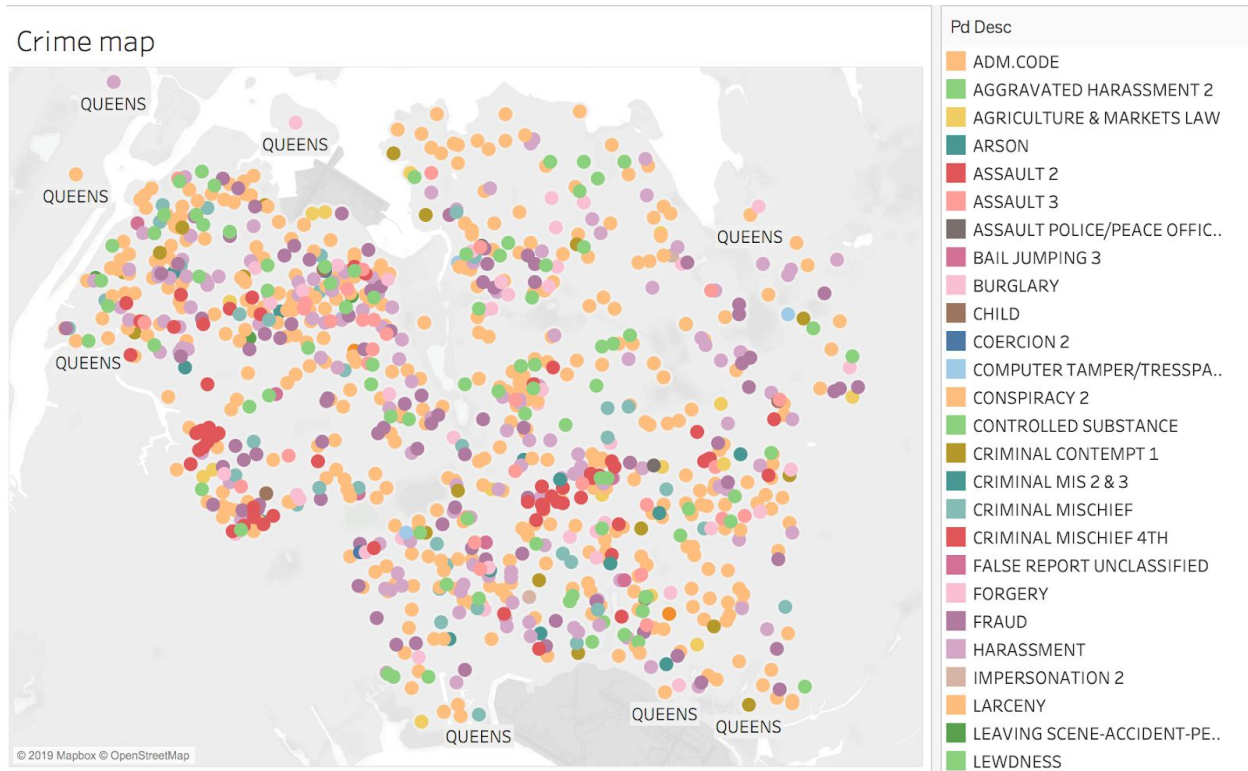 Crime map
QUEENS
QUEENS
QUEENS
QUEENS
QUEENS
QUEENS
QUEENS
QUEENS
© 2019 Mapbox © OpenStreetMap
Pd Desc
ADM.CODE
AGGRAVATED HARASSMENT 2
AGRICULTURE & MARKETS LAW
ARSON
ASSAULT 2
ASSAULT 3
ASSAULT POLICE/PEACE OFFIC..
BAIL JUMPING 3
BURGLARY
CHILD
COERCION 2
COMPUTER TAMPER/TRESSPA..
CONSPIRACY 2
CONTROLLED SUBSTANCE
CRIMINAL CONTEMPT 1
CRIMINAL MIS 2 & 3
CRIMINAL MISCHIEF
CRIMINAL MISCHIEF 4TH
FALSE REPORT UNCLASSIFIED
FORGERY
FRAUD
HARASSMENT
IMPERSONATION 2
LARCENY
LEAVING SCENE-ACCIDENT-PE..
LEWDNESS